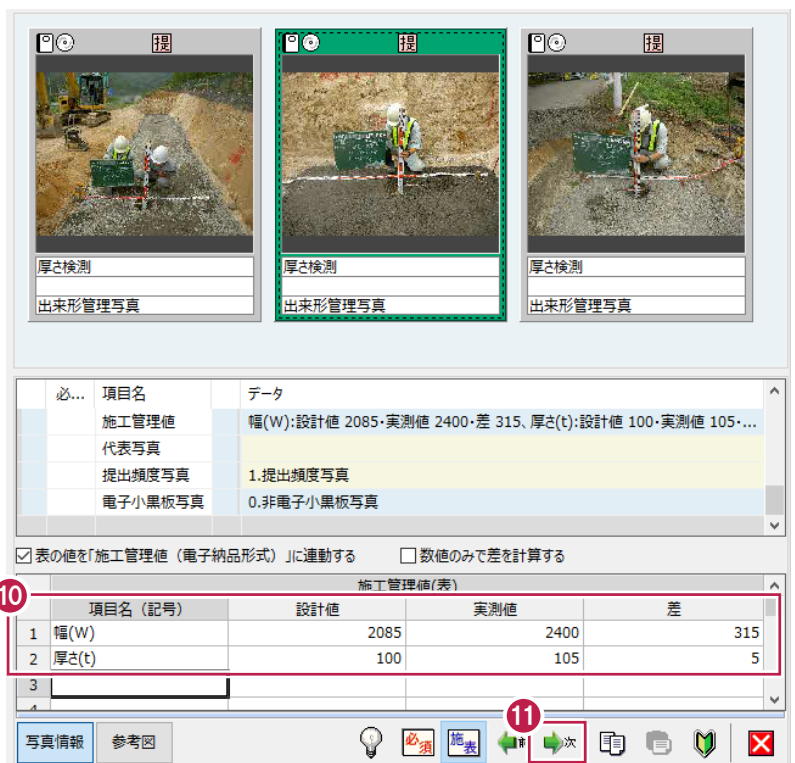 提 提 提
厚さ検測 厚さ検測 厚さ検測
出来形管理写真 出来形管理写真 出来形管理写真
必... 項目名 データ
施工管理値 幅(W):設計値 2085・実測値 2400・差 315、厚さ(t):設計値 100・実測値 105・...
代表写真
提出頻度写真 1.提出頻度写真
電子小黒板写真 0.非電子小黒板写真
表の値を「施工管理値（電子納品形式）」に連動する 数値のみで差を計算する
施工管理値(表)
10
項目名（記号） 設計値 実測値 差
1 幅(W) 2085 2400 315
2 厚さ(t) 100 105 5
3
4
11
写真情報 参考図 必須 施表 前 次